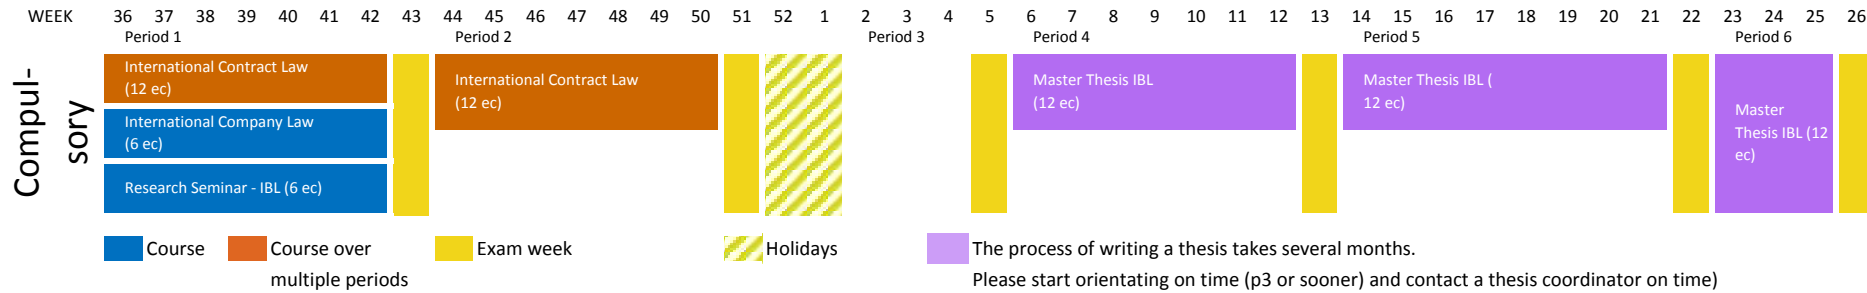 WEEK 36 37 38 39 40 41 42 43 44 45 46 47 48 49 50 51 52 1 2 3 4 5 6 7 8 9 10 11 12 13 14 15 16 17 18 19 20 21 22 23 24 25 26
Period 1 Period 2 Period 3 Period 4 Period 5 Period 6
Compul-
sory
International Contract Law
(12 ec)
International Company Law
(6 ec)
Research Seminar - IBL (6 ec)
International Contract Law
(12 ec)
Master Thesis IBL
(12 ec)
Master Thesis IBL (
12 ec)
Master
Thesis IBL (12
ec)
Course
Course over
multiple periods
Exam week
Holidays
The process of writing a thesis takes several months.
Please start orientating on time (p3 or sooner) and contact a thesis coordinator on time)